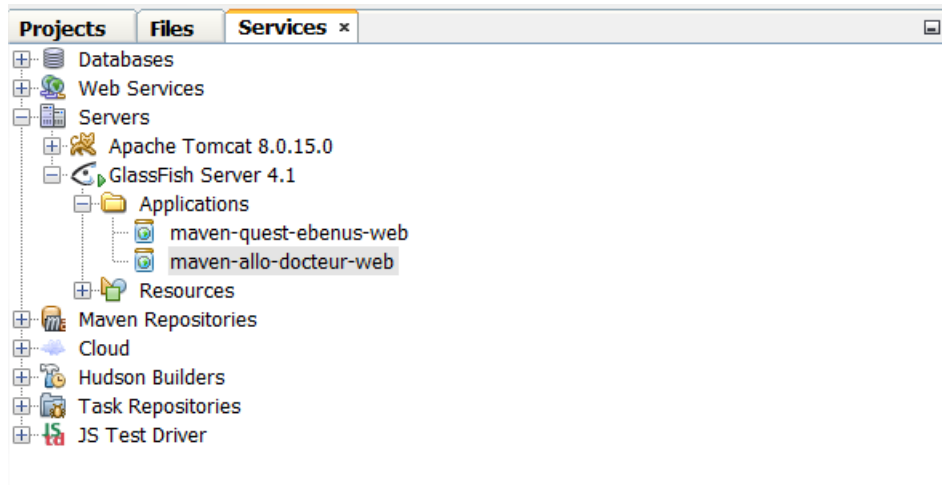 Projects Files Services ×
Databases
Web Services
Servers
Apache Tomcat 8.0.15.0
GlassFish Server 4.1
Applications
maven-quest-ebenus-web
maven-allo-docteur-web
Resources
Maven Repositories
Cloud
Hudson Builders
Task Repositories
JS Test Driver